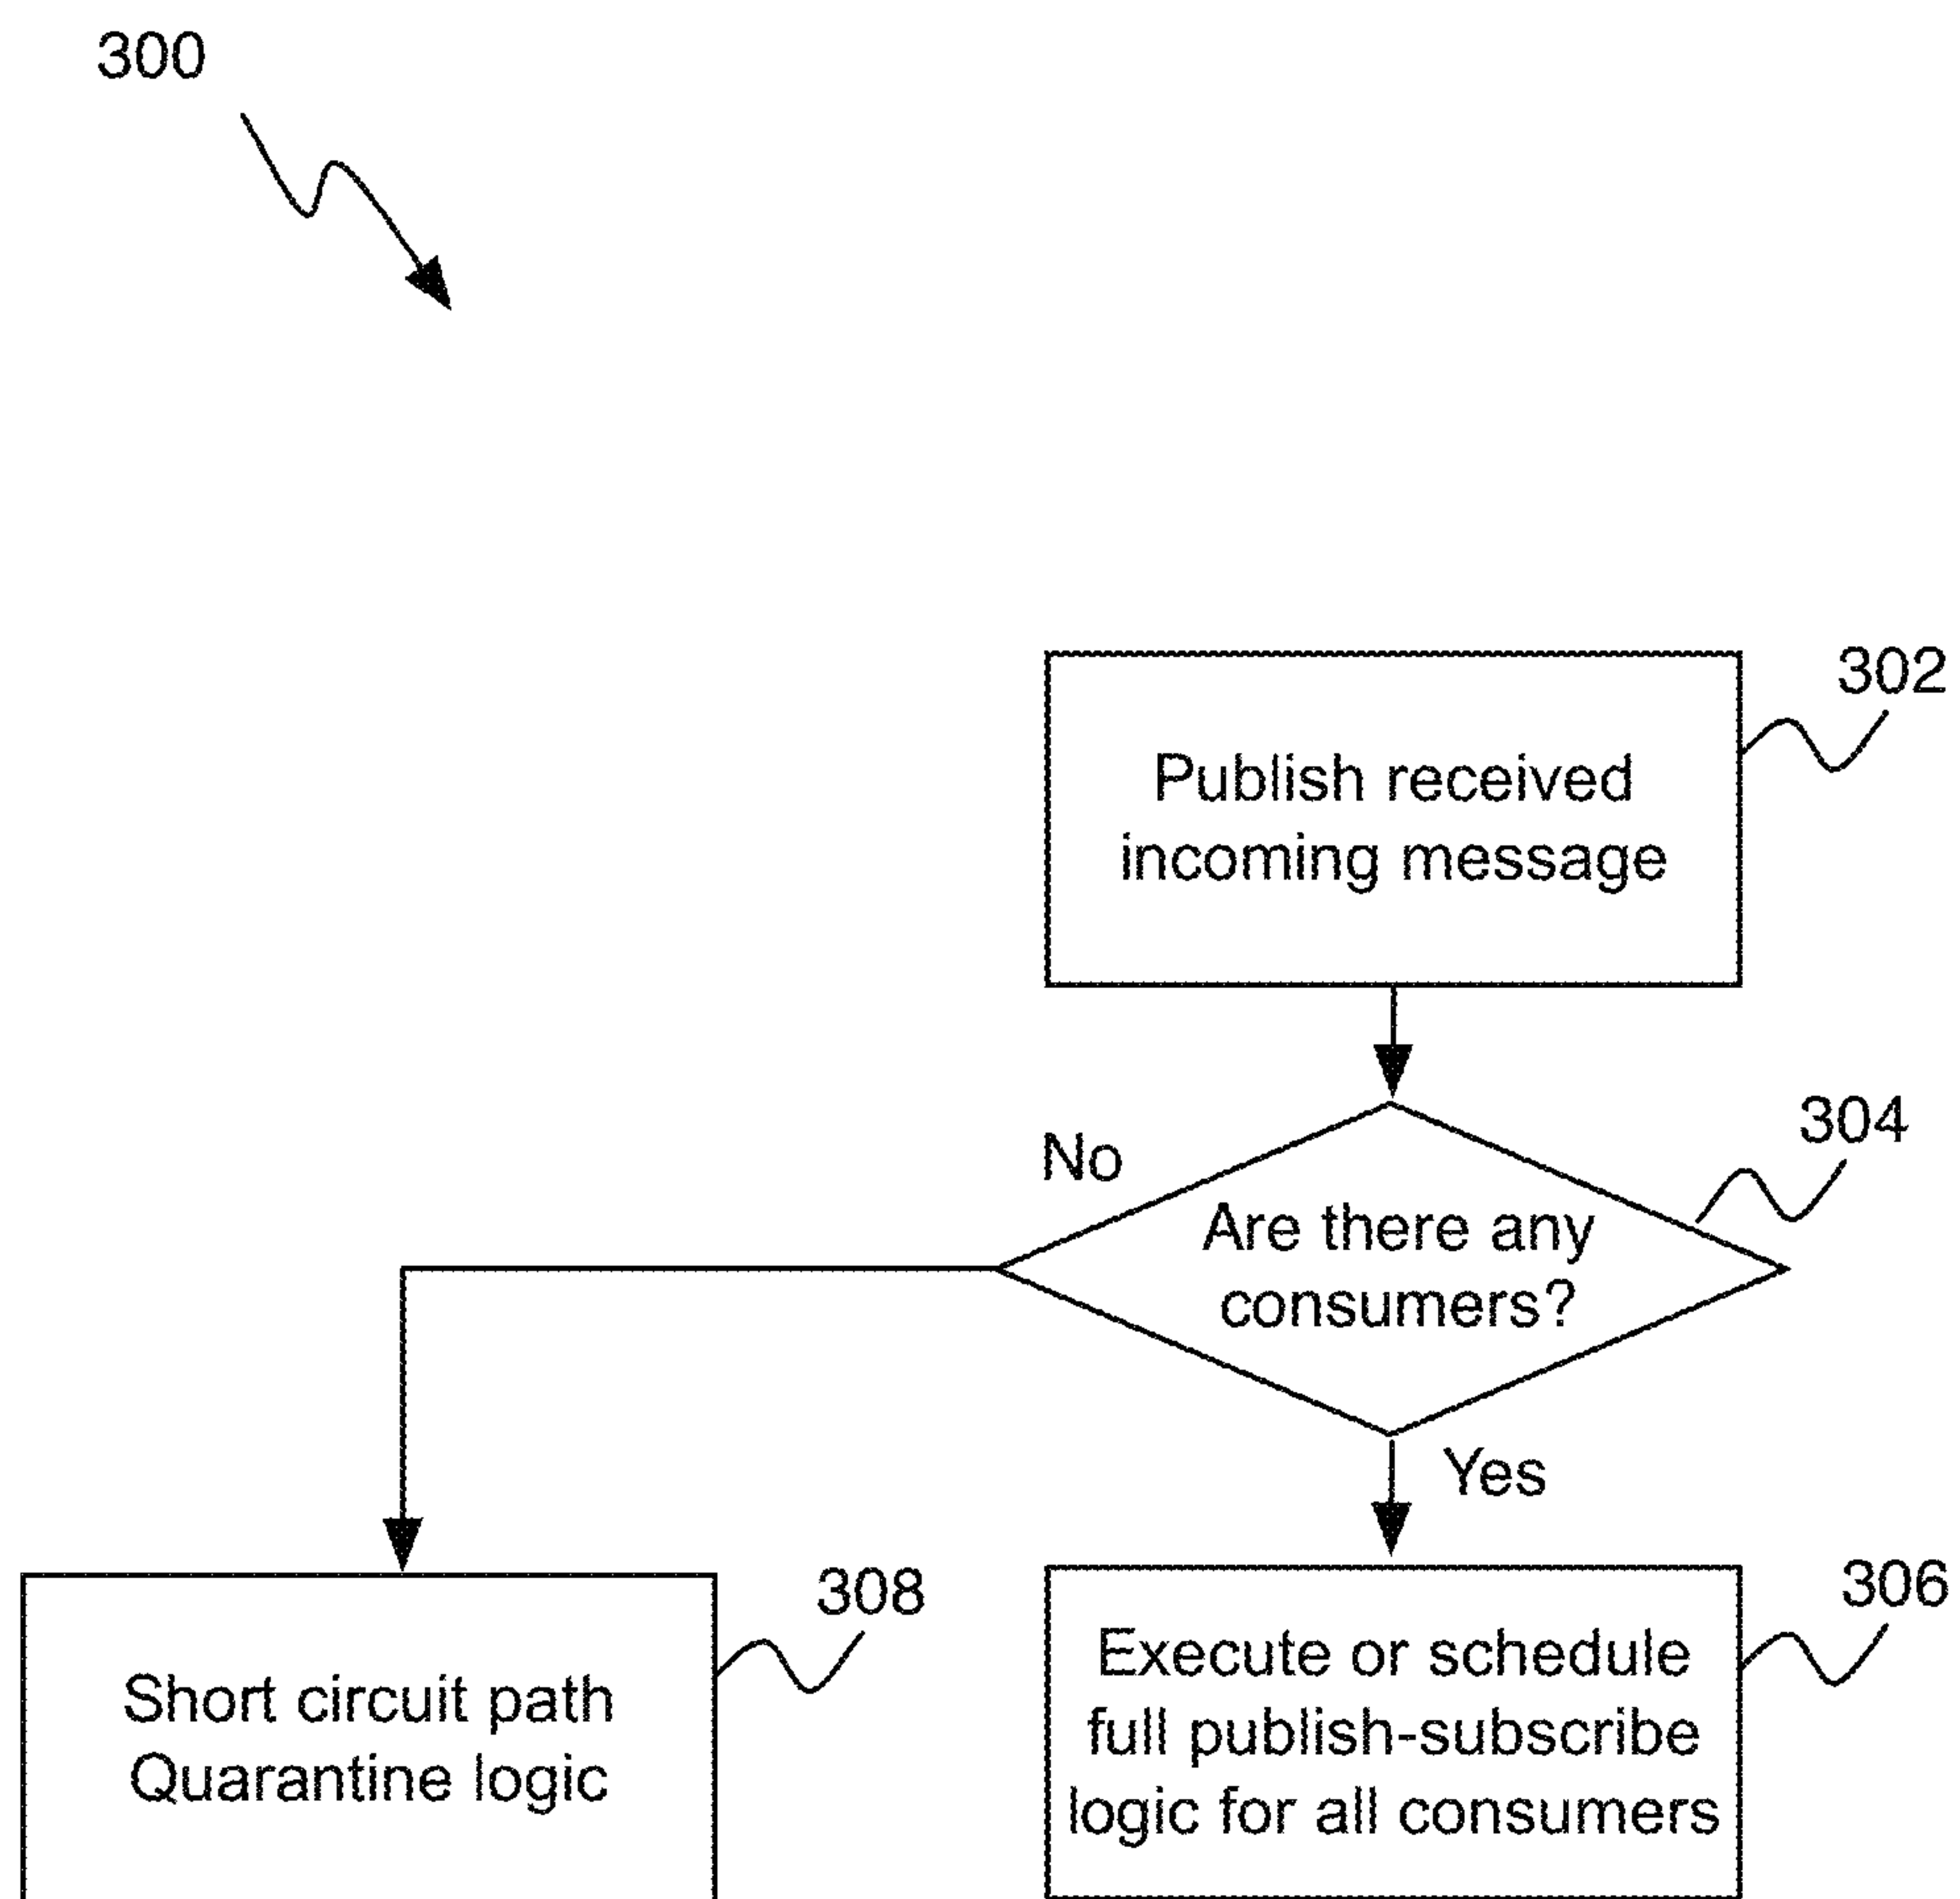 300
302
Publish received
incoming message
304
No
Are there any
consumers?
Yes
308
306
Short circuit path
Quarantine logic
Execute or schedule
full publish-subscribe
logic for all consumers